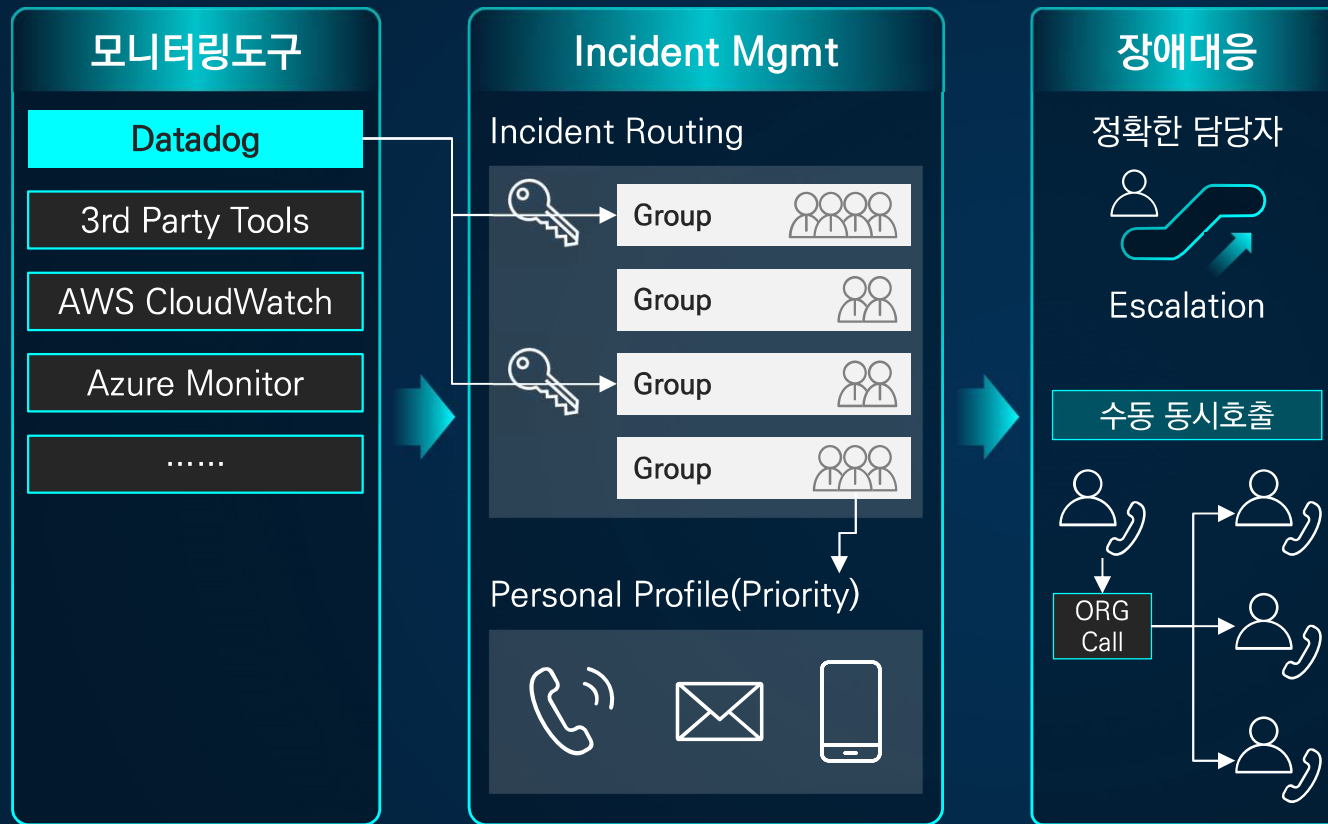 모니터링도구
Datadog
3rd Party Tools
AWS CloudWatch
Azure Monitor
……
Incident Mgmt
Incident Routing
Group
Group
Group
Group
Personal Profile(Priority)
장애대응
정확한 담당자
Escalation
수동 동시호출
ORG
Call